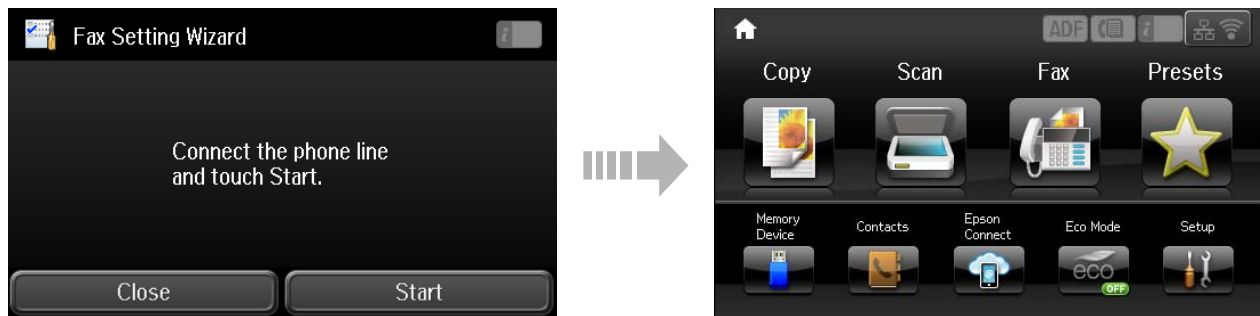 Fax Setting Wizard
i
Connect the phone line
and touch Start.
Close
Start
ADF
i
Copy
Scan
Fax
Presets
Memory
Device
Contacts
Epson
Connect
Eco Mode
Setup
eco
OFF